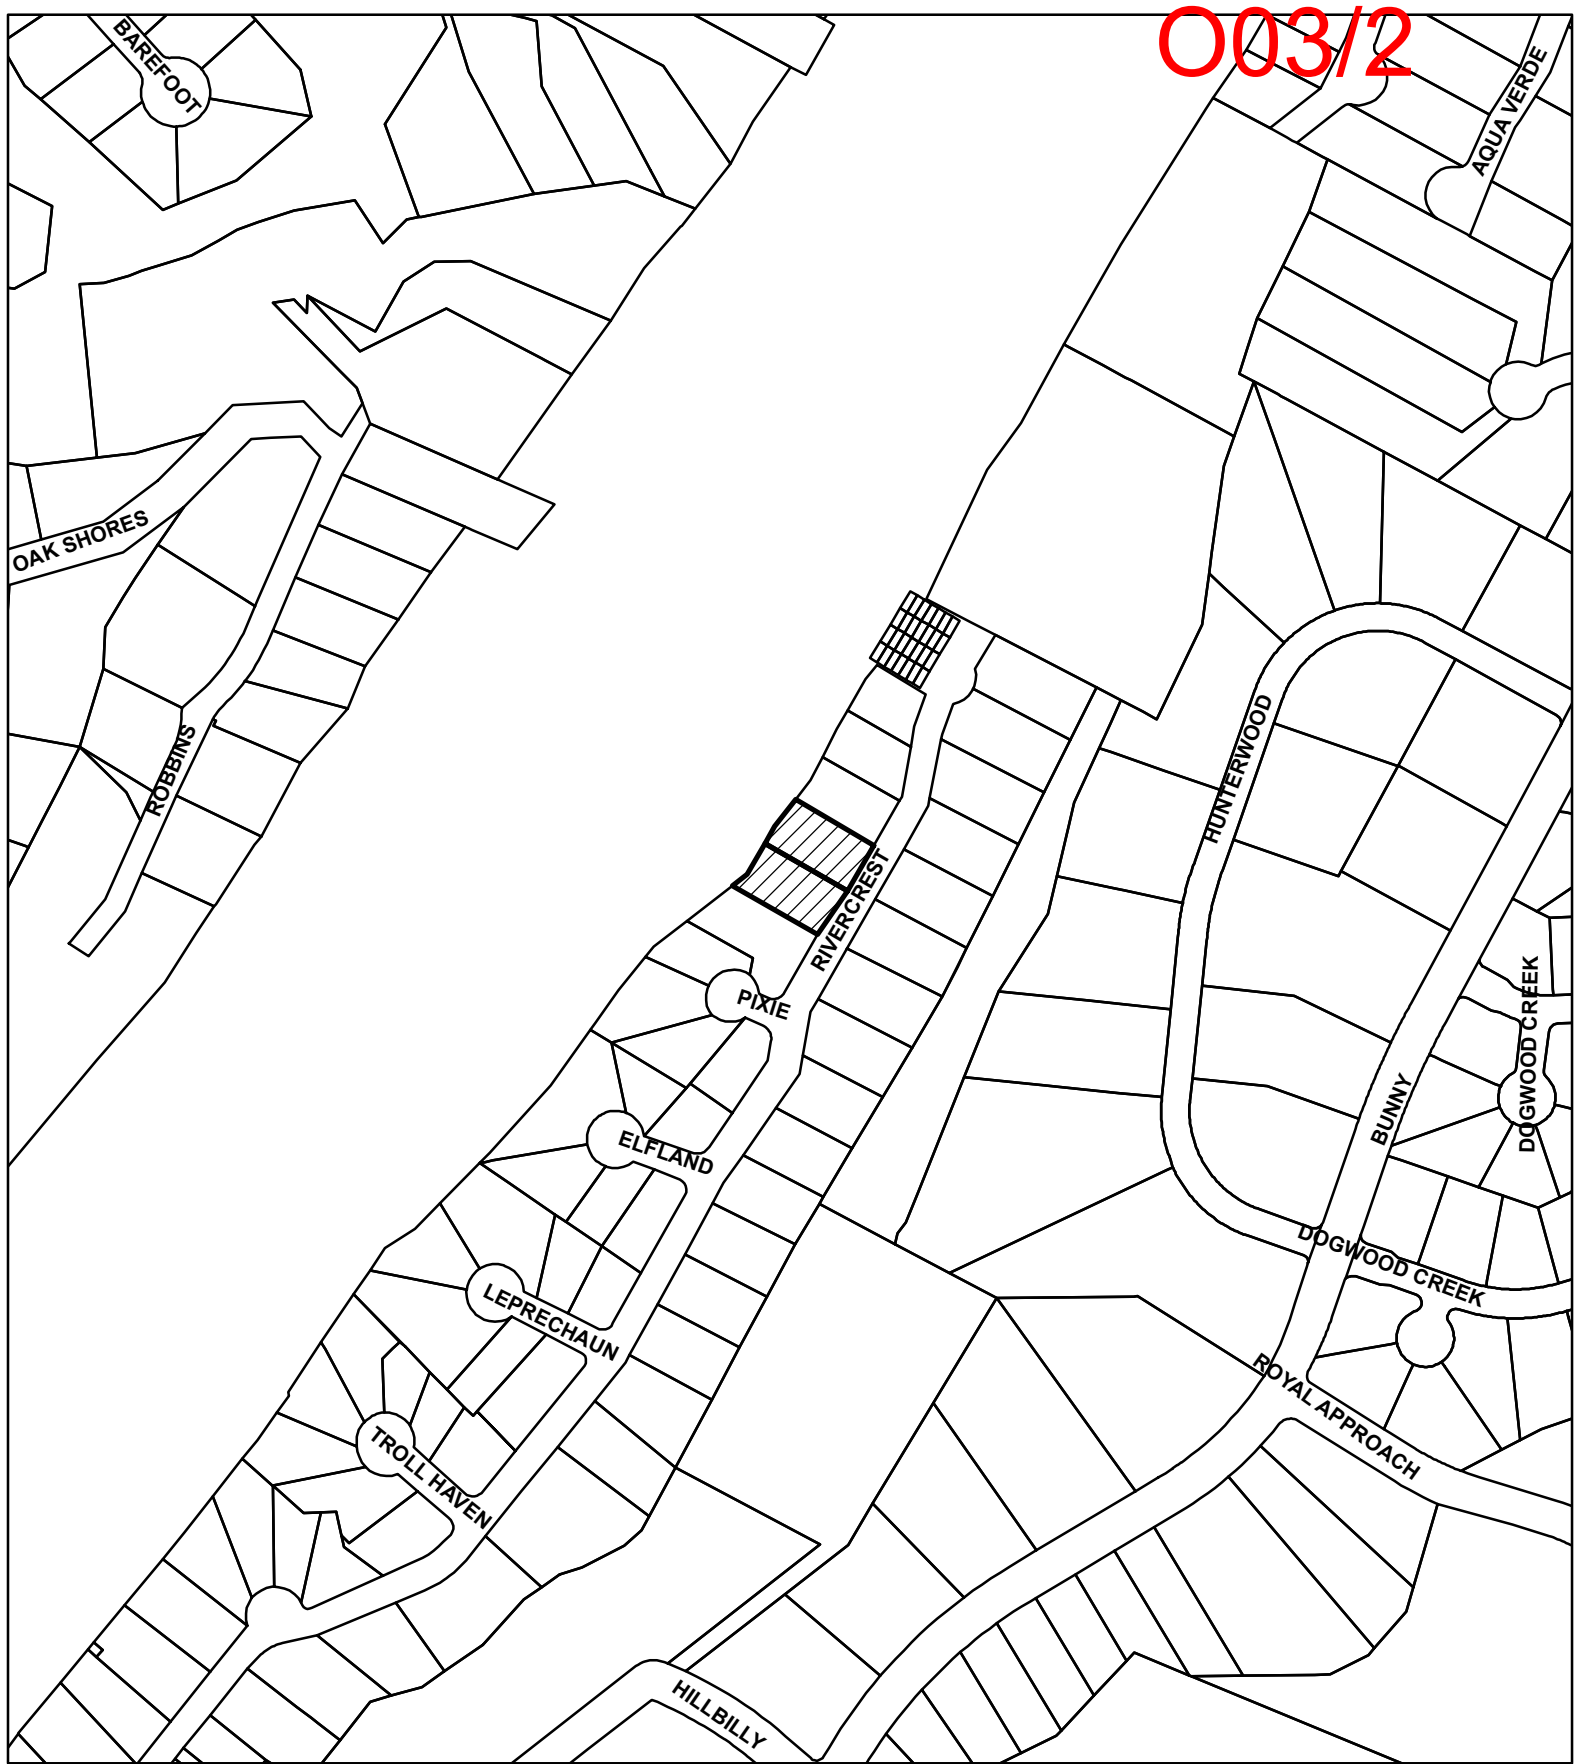 O03/2
BAREFOOT
AQUA VERDE
OAK SHORES
HUNTERWOOD
ROBBINS
RIVERCREST
PIXIE
DOGWOOD CREEK
BUNNY
ELFLAND
DOGWOOD CREEK
LEPRECHAUN
ROYAL APPROACH
TROLL HAVEN
HILLBILLY